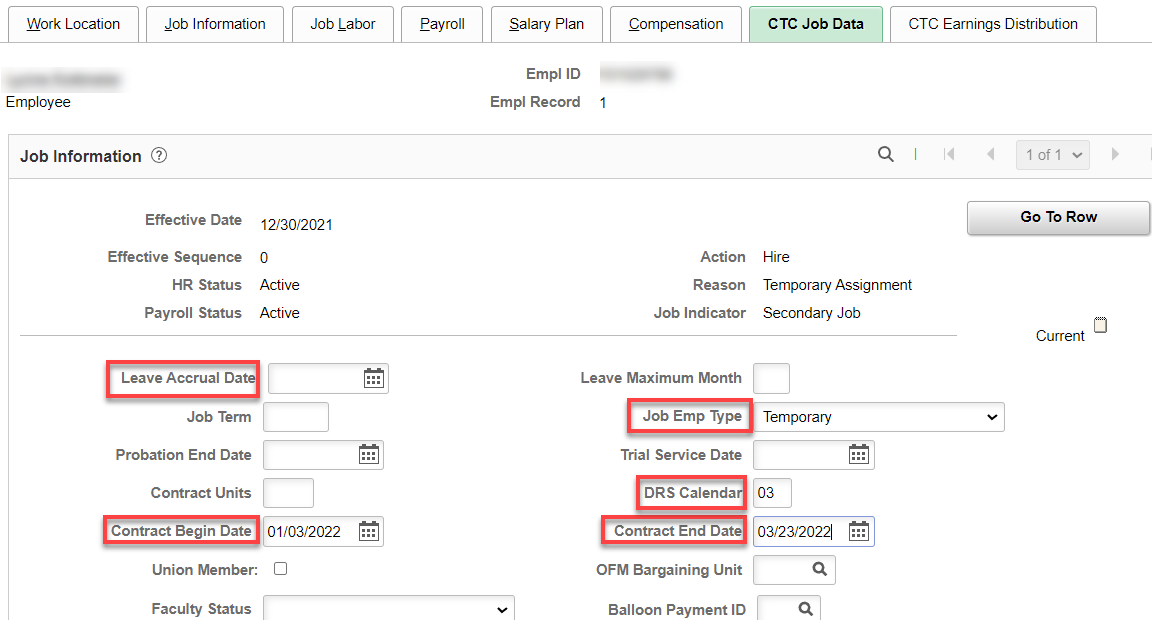 Work Location Job Information Job Labor Payroll Salary Plan Compensation CTC Job Data CTC Earnings Distribution
Empl ID
Employee Empl Record 1
Job Information ? 1 of 1
Effective Date 12/30/2021 Go To Row
Effective Sequence 0 Action Hire
HR Status Active Reason Temporary Assignment
Payroll Status Active Job Indicator Secondary Job
Current
Leave Accrual Date Leave Maximum Month
Job Term Job Emp Type Temporary
Probation End Date Trial Service Date
Contract Units DRS Calendar 03
Contract Begin Date 01/03/2022 Contract End Date 03/23/2022
Union Member: OFM Bargaining Unit
Faculty Status Balloon Payment ID